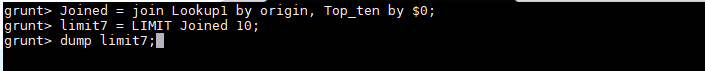 grunt> Joined = join Lookup1 by origin, Top_ten by $0;
grunt> limit7 = LIMIT Joined 10;
grunt> dump limit7;